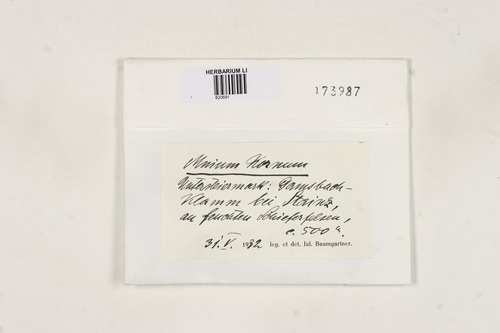 HERBARIUM LI
820691
173987
Mnium hornum
Untersteiermark: Gamsbach-
Klamm bei Stainz,
an feuchten Schieferfelsen,
c. 500 m.
31. V. 1932 leg. et det. Jul. Baumgartner.